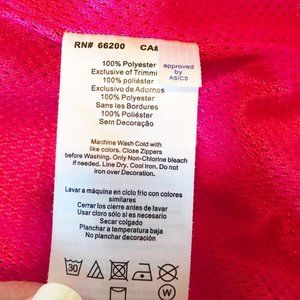 RN# 66200 CA#
approved
by
AS/CS
100% Polyester
Exclusive of Trimmi
100% poliéster
Exclusivo de Adornos
100% Polyester
Sans les Bordures
100% Poliéster
Sem Decoração
Machine Wash Cold with
like colors. Close Zippers
before Washing. Only Non-Chlorine bleach
if needed. Line Dry. Cool Iron. Do not
iron over Decoration.
Lavar a máquina en ciclo frio con colores
similares
Cerrar los cierre antes de lavar
Usar cloro sólo si es necesario
Secar colgado
Planchar a temperatura baja
No planchar decorado
30
W